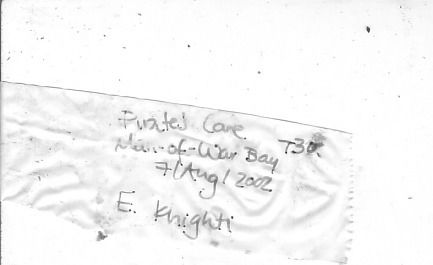 Pirates Cave T30.
Man-of-War Bay
7/Aug/2002
E. Knighti